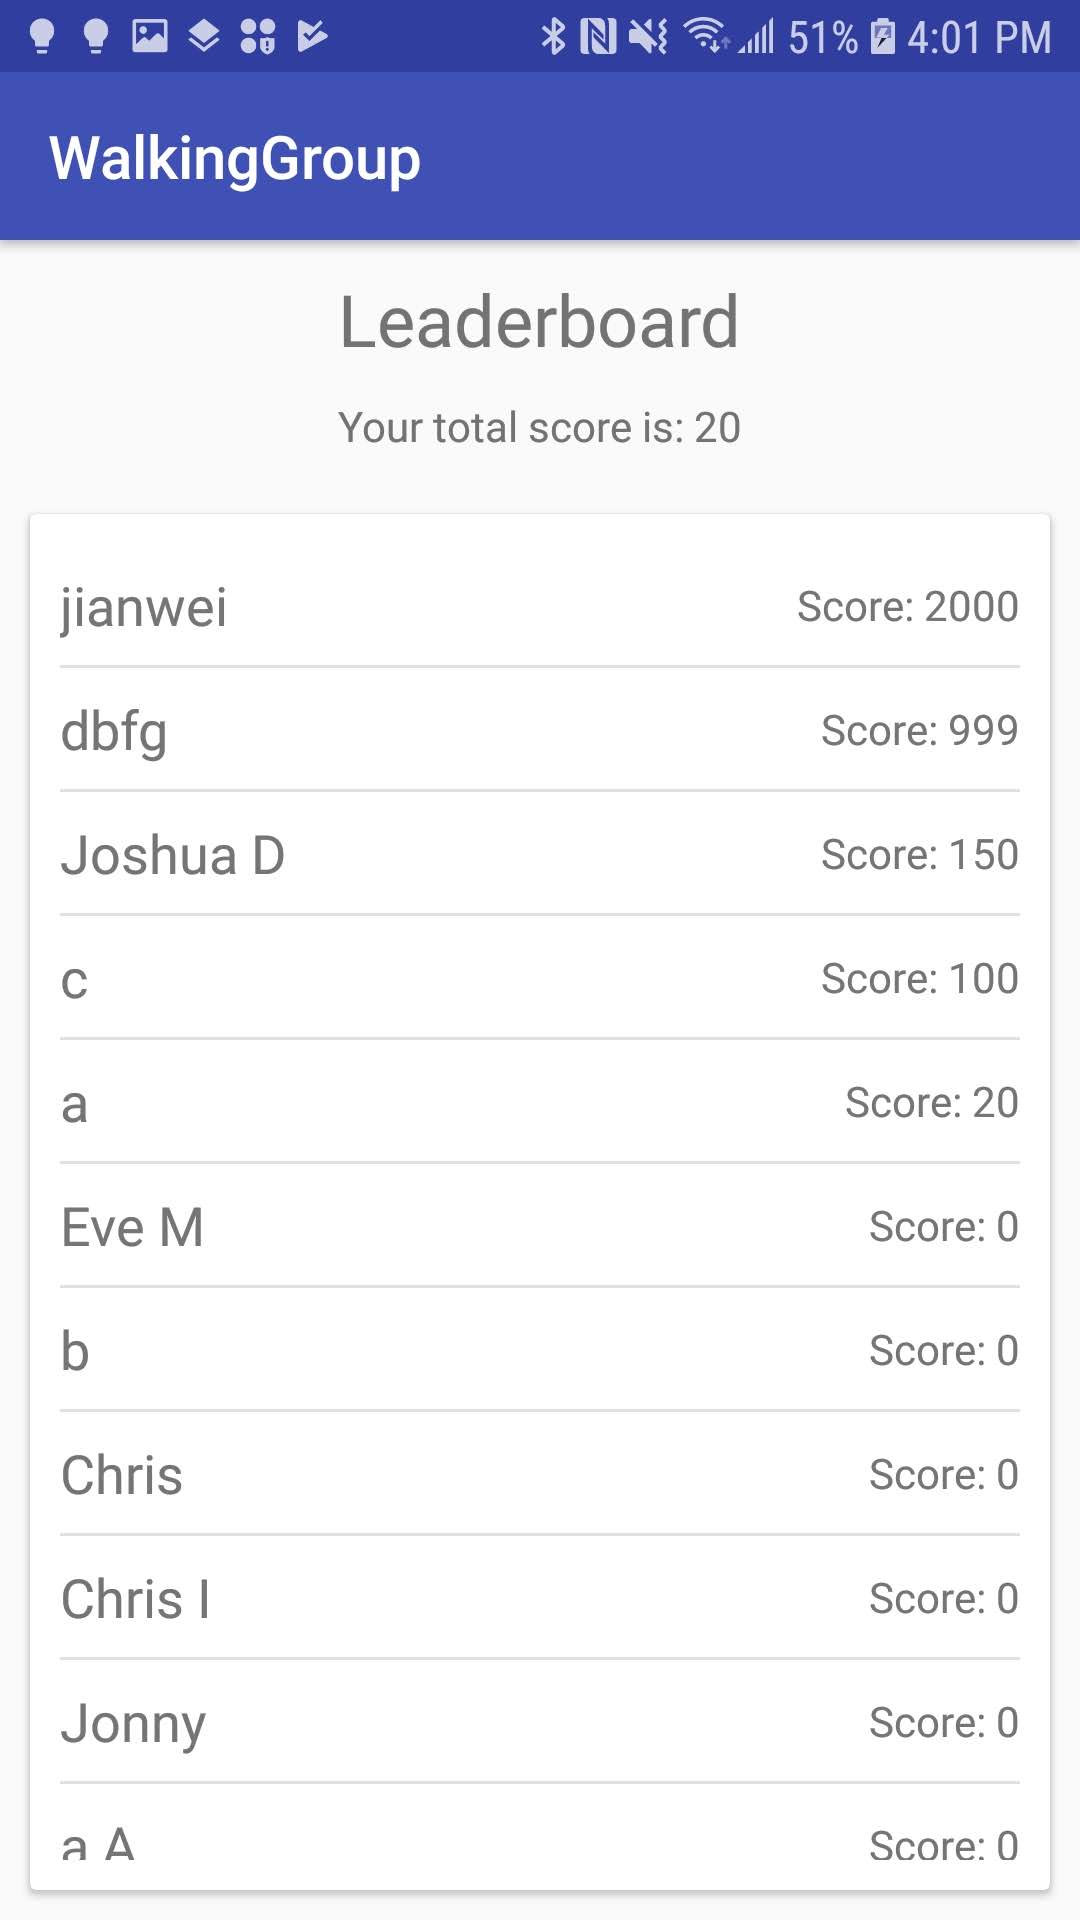 51% 4:01 PM
WalkingGroup
Leaderboard
Your total score is: 20
jianwei Score: 2000
dbfg Score: 999
Joshua D Score: 150
c Score: 100
a Score: 20
Eve M Score: 0
b Score: 0
Chris Score: 0
Chris I Score: 0
Jonny Score: 0
a A Score: 0